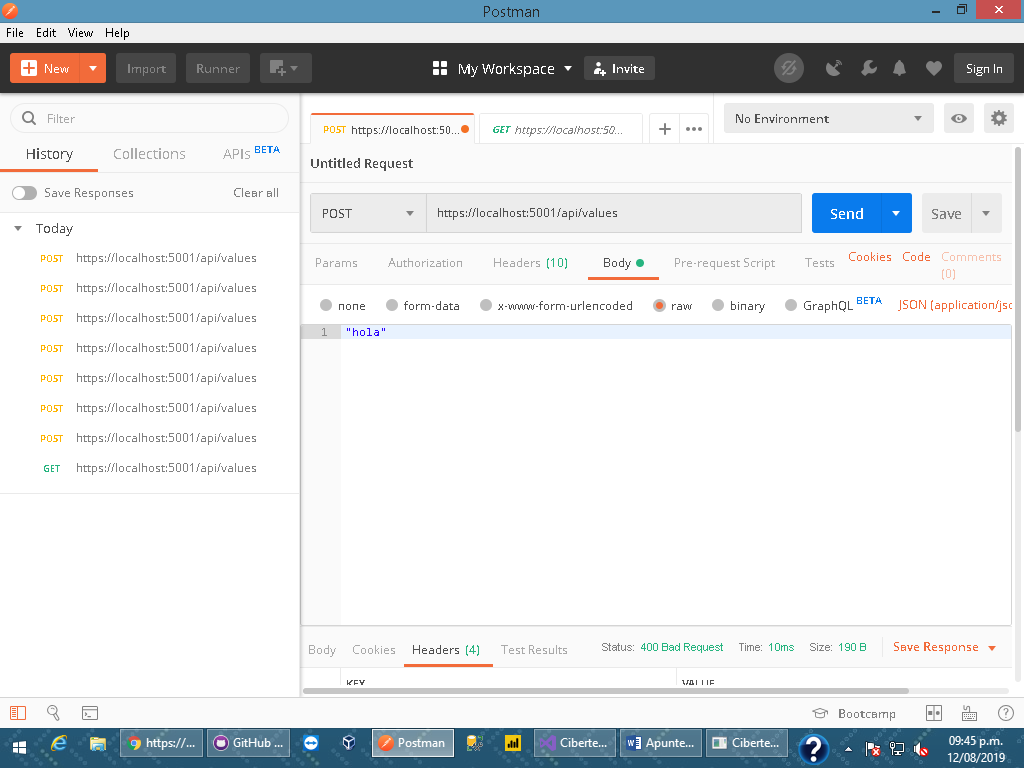 Postman
File Edit View Help
New Import Runner My Workspace Invite Sign In
Filter
History Collections APIs BETA
Save Responses Clear all
Today
POST https://localhost:5001/api/values
POST https://localhost:5001/api/values
POST https://localhost:5001/api/values
POST https://localhost:5001/api/values
POST https://localhost:5001/api/values
POST https://localhost:5001/api/values
POST https://localhost:5001/api/values
GET https://localhost:5001/api/values
POST https://localhost:50... GET https://localhost:50... No Environment
Untitled Request
POST https://localhost:5001/api/values Send Save
Params Authorization Headers (10) Body Pre-request Script Tests Cookies Code Comments (0)
none form-data x-www-form-urlencoded raw binary GraphQL BETA JSON (application/jsc
1 "hola"
Body Cookies Headers (4) Test Results Status: 400 Bad Request Time: 10ms Size: 190 B Save Response
KEY VALUE
Bootcamp
https://... GitHub ... Postman Ciberte... Apunte... Ciberte... 09:45 p.m.
12/08/2019